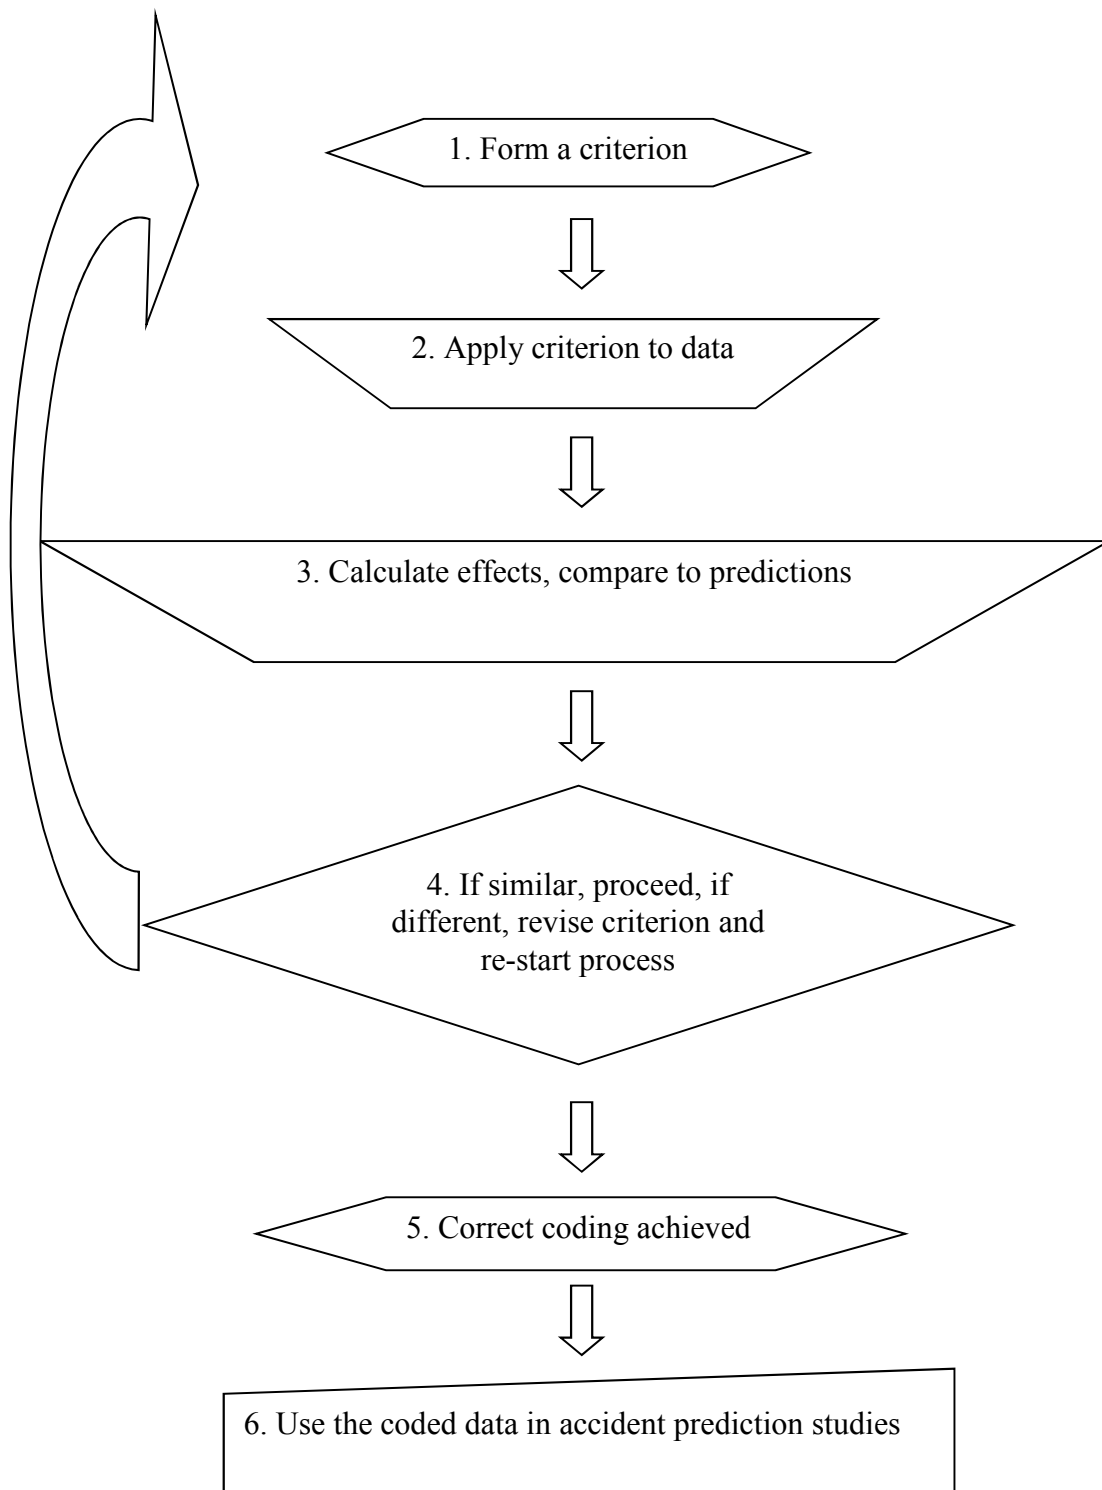 1. Form a criterion
2. Apply criterion to data
3. Calculate effects, compare to predictions
4. If similar, proceed, if
different, revise criterion and
re-start process
5. Correct coding achieved
6. Use the coded data in accident prediction studies